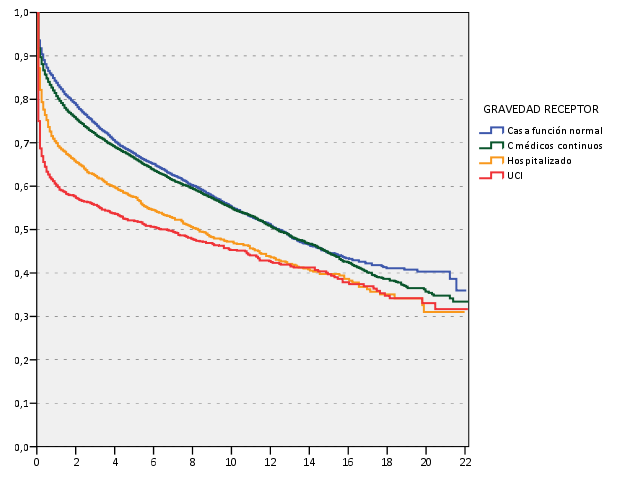 1,0
0,9
0,8
0,7
0,6
0,5
0,4
0,3
0,2
0,1
0,0
0 2 4 6 8 10 12 14 16 18 20 22
GRAVEDAD RECEPTOR
Casa función normal
C médicos continuos
Hospitalizado
UCI